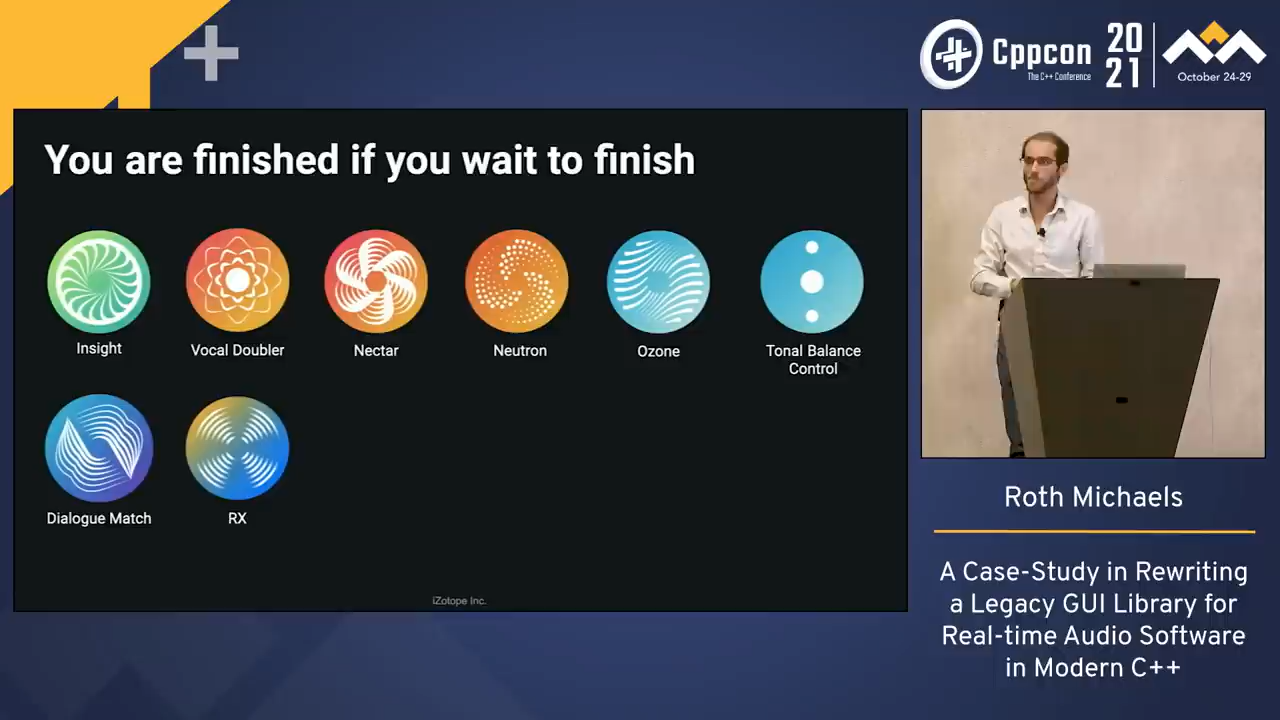 Cppcon
The C++ Conference
20
21
October 24-29
You are finished if you wait to finish
Insight
Vocal Doubler
Nectar
Neutron
Ozone
Tonal Balance
Control
Dialogue Match
RX
iZotope Inc.
Roth Michaels
A Case-Study in Rewriting
a Legacy GUI Library for
Real-time Audio Software
in Modern C++